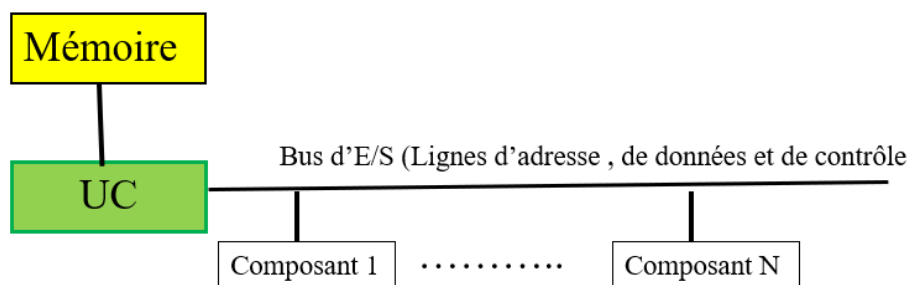 Mémoire
Bus d’E/S (Lignes d’adresse , de données et de contrôle
UC
Composant 1 ........... Composant N